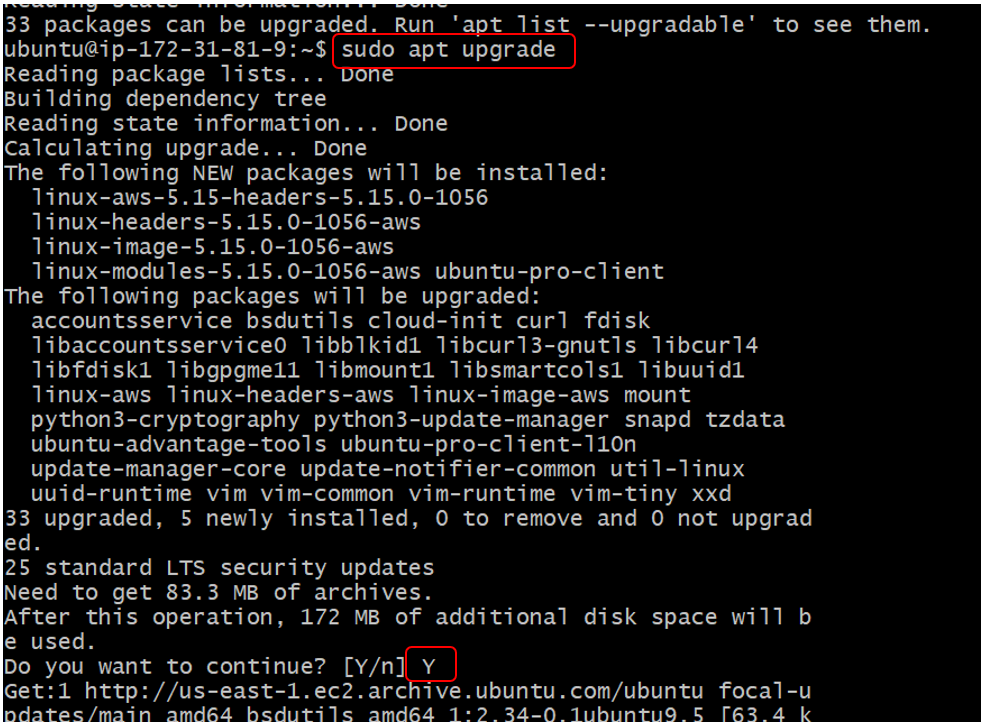 Reading state information... Done
33 packages can be upgraded. Run 'apt list --upgradable' to see them.
ubuntu@ip-172-31-81-9:~$ sudo apt upgrade
Reading package lists... Done
Building dependency tree
Reading state information... Done
Calculating upgrade... Done
The following NEW packages will be installed:
linux-aws-5.15-headers-5.15.0-1056
linux-headers-5.15.0-1056-aws
linux-image-5.15.0-1056-aws
linux-modules-5.15.0-1056-aws ubuntu-pro-client
The following packages will be upgraded:
accountsservice bsdutils cloud-init curl fdisk
libaccountsservice0 libblkid1 libcurl3-gnutls libcurl4
libfdisk1 libgpgme11 libmount1 libsmartcols1 libuuid1
linux-aws linux-headers-aws linux-image-aws mount
python3-cryptography python3-update-manager snapd tzdata
ubuntu-advantage-tools ubuntu-pro-client-l10n
update-manager-core update-notifier-common util-linux
uuid-runtime vim vim-common vim-runtime vim-tiny xxd
33 upgraded, 5 newly installed, 0 to remove and 0 not upgrad
ed.
25 standard LTS security updates
Need to get 83.3 MB of archives.
After this operation, 172 MB of additional disk space will b
e used.
Do you want to continue? [Y/n] Y
Get:1 http://us-east-1.ec2.archive.ubuntu.com/ubuntu focal-u
pdates/main amd64 bsdutils amd64 1:2.34-0.1ubuntu9.5 [63.4 k